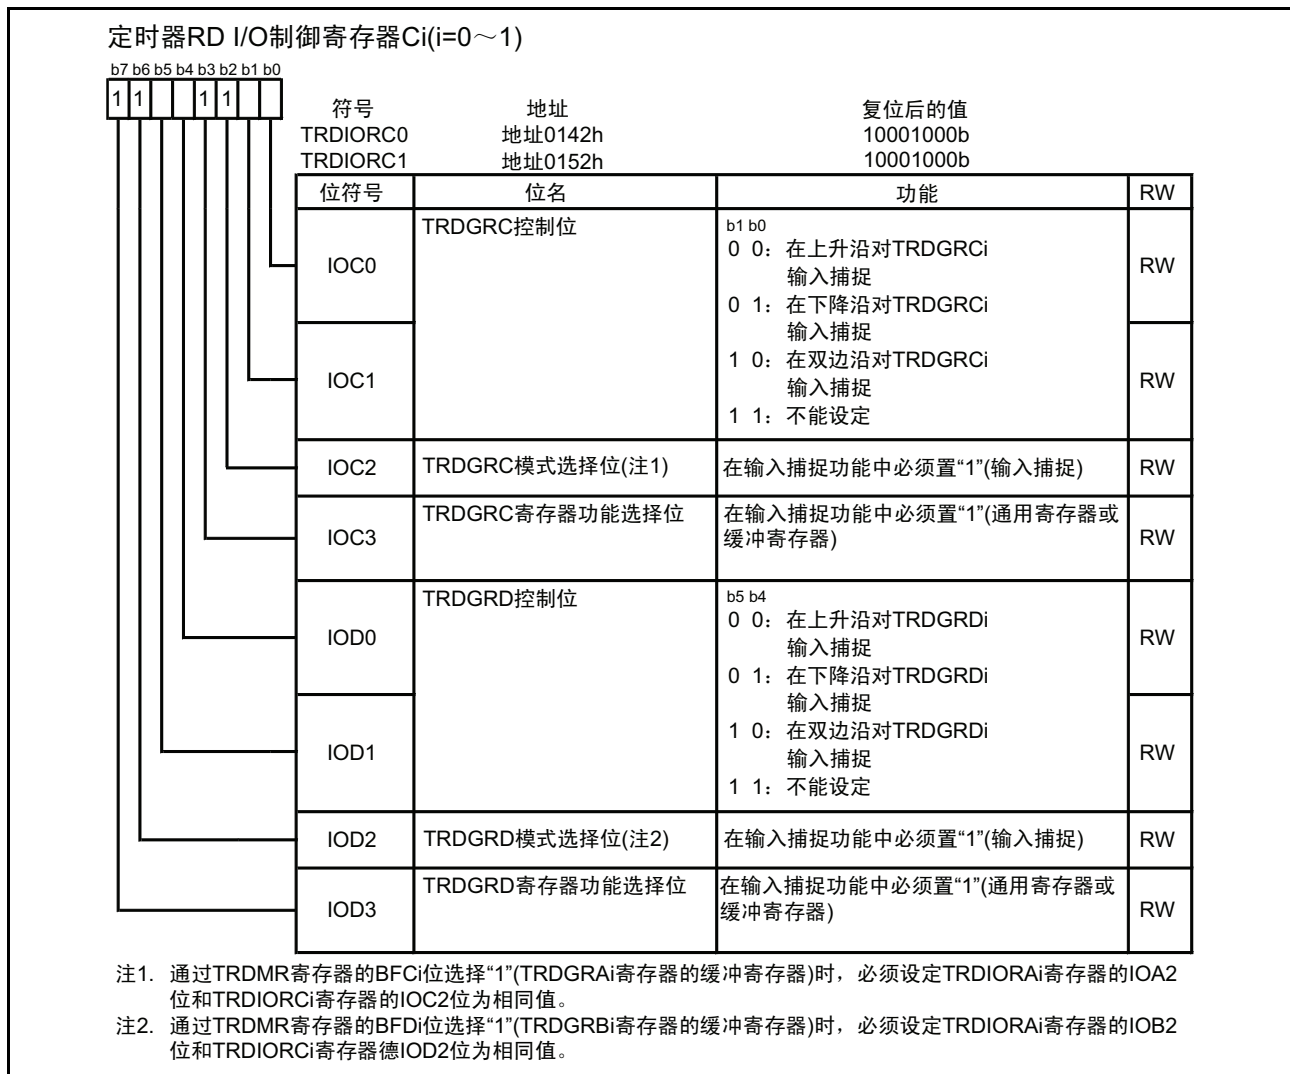 定时器RD I/O制御寄存器Ci(i=0～1)
b7 b6 b5 b4 b3 b2 b1 b0
1 1 1 1
符号 地址 复位后的值
TRDIORC0 地址0142h 10001000b
TRDIORC1 地址0152h 10001000b
位符号 位名 功能 RW
IOC0 TRDGRC控制位 b1 b0 RW
0 0：在上升沿对TRDGRCi
输入捕捉
0 1：在下降沿对TRDGRCi
输入捕捉
IOC1 1 0：在双边沿对TRDGRCi RW
输入捕捉
1 1：不能设定
IOC2 TRDGRC模式选择位(注1) 在输入捕捉功能中必须置“1”(输入捕捉) RW
IOC3 TRDGRC寄存器功能选择位 在输入捕捉功能中必须置“1”(通用寄存器或 RW
缓冲寄存器)
IOD0 TRDGRD控制位 b5 b4 RW
0 0：在上升沿对TRDGRDi
输入捕捉
0 1：在下降沿对TRDGRDi
输入捕捉
IOD1 1 0：在双边沿对TRDGRDi RW
输入捕捉
1 1：不能设定
IOD2 TRDGRD模式选择位(注2) 在输入捕捉功能中必须置“1”(输入捕捉) RW
IOD3 TRDGRD寄存器功能选择位 在输入捕捉功能中必须置“1”(通用寄存器或 RW
缓冲寄存器)
注1. 通过TRDMR寄存器的BFCi位选择“1”(TRDGRAi寄存器的缓冲寄存器)时，必须设定TRDIORAi寄存器的IOA2
位和TRDIORCi寄存器的IOC2位为相同值。
注2. 通过TRDMR寄存器的BFDi位选择“1”(TRDGRBi寄存器的缓冲寄存器)时，必须设定TRDIORAi寄存器的IOB2
位和TRDIORCi寄存器德IOD2位为相同值。